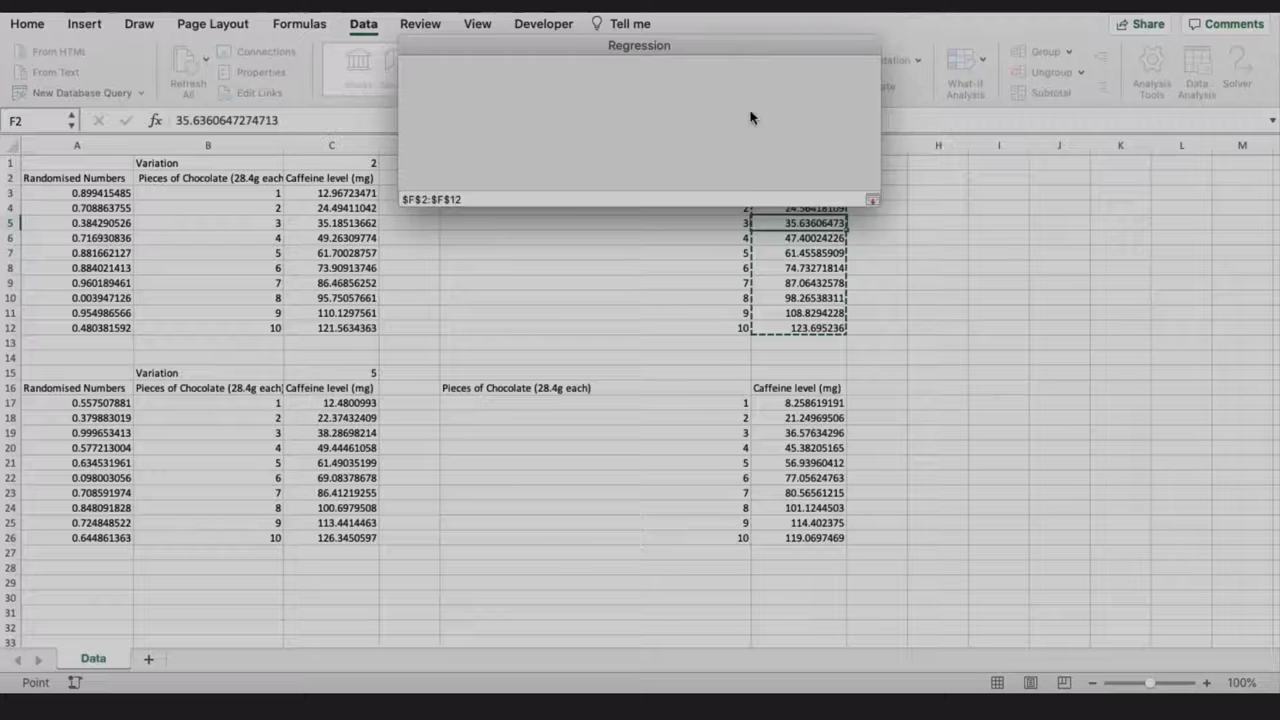 Home Insert Draw Page Layout Formulas Data Review View Developer Tell me Share Comments
From HTML Connections Group
From Text Refresh All Properties What-If Analysis Ungroup Analysis Tools Data Analysis Solver
New Database Query Edit Links Subtotal
Regression
F2 fx 35.6360647274713
$F$2:$F$12
A B C H I J K L M
1 Variation 2
2 Randomised Numbers Pieces of Chocolate (28.4g each Caffeine level (mg)
3 0.899415485 1 12.96723471
4 0.708863755 2 24.49411042 2 24.56418109
5 0.384290526 3 35.18513662 3 35.63606473
6 0.716930836 4 49.26309774 4 47.40024226
7 0.881662127 5 61.70028757 5 61.45585909
8 0.884021413 6 73.90913746 6 74.73271814
9 0.960189461 7 86.46856252 7 87.06432578
10 0.003947126 8 95.75057661 8 98.26538311
11 0.954986566 9 110.1297561 9 108.8294228
12 0.480381592 10 121.5634363 10 123.695236
13
14
15 Variation 5
16 Randomised Numbers Pieces of Chocolate (28.4g each) Caffeine level (mg) Pieces of Chocolate (28.4g each) Caffeine level (mg)
17 0.557507881 1 12.4800993 1 8.258619191
18 0.379883019 2 22.37432409 2 21.24969506
19 0.999653413 3 38.28698214 3 36.57634296
20 0.577213004 4 49.44461058 4 45.38205165
21 0.634531961 5 61.49035199 5 56.93960412
22 0.098003056 6 69.08378678 6 77.05624763
23 0.708591974 7 86.41219255 7 80.56561215
24 0.848091828 8 100.6979508 8 101.1244503
25 0.724848522 9 113.4414463 9 114.402375
26 0.644861363 10 126.3450597 10 119.0697469
27
28
29
30
31
32
33
Data +
Point 100%